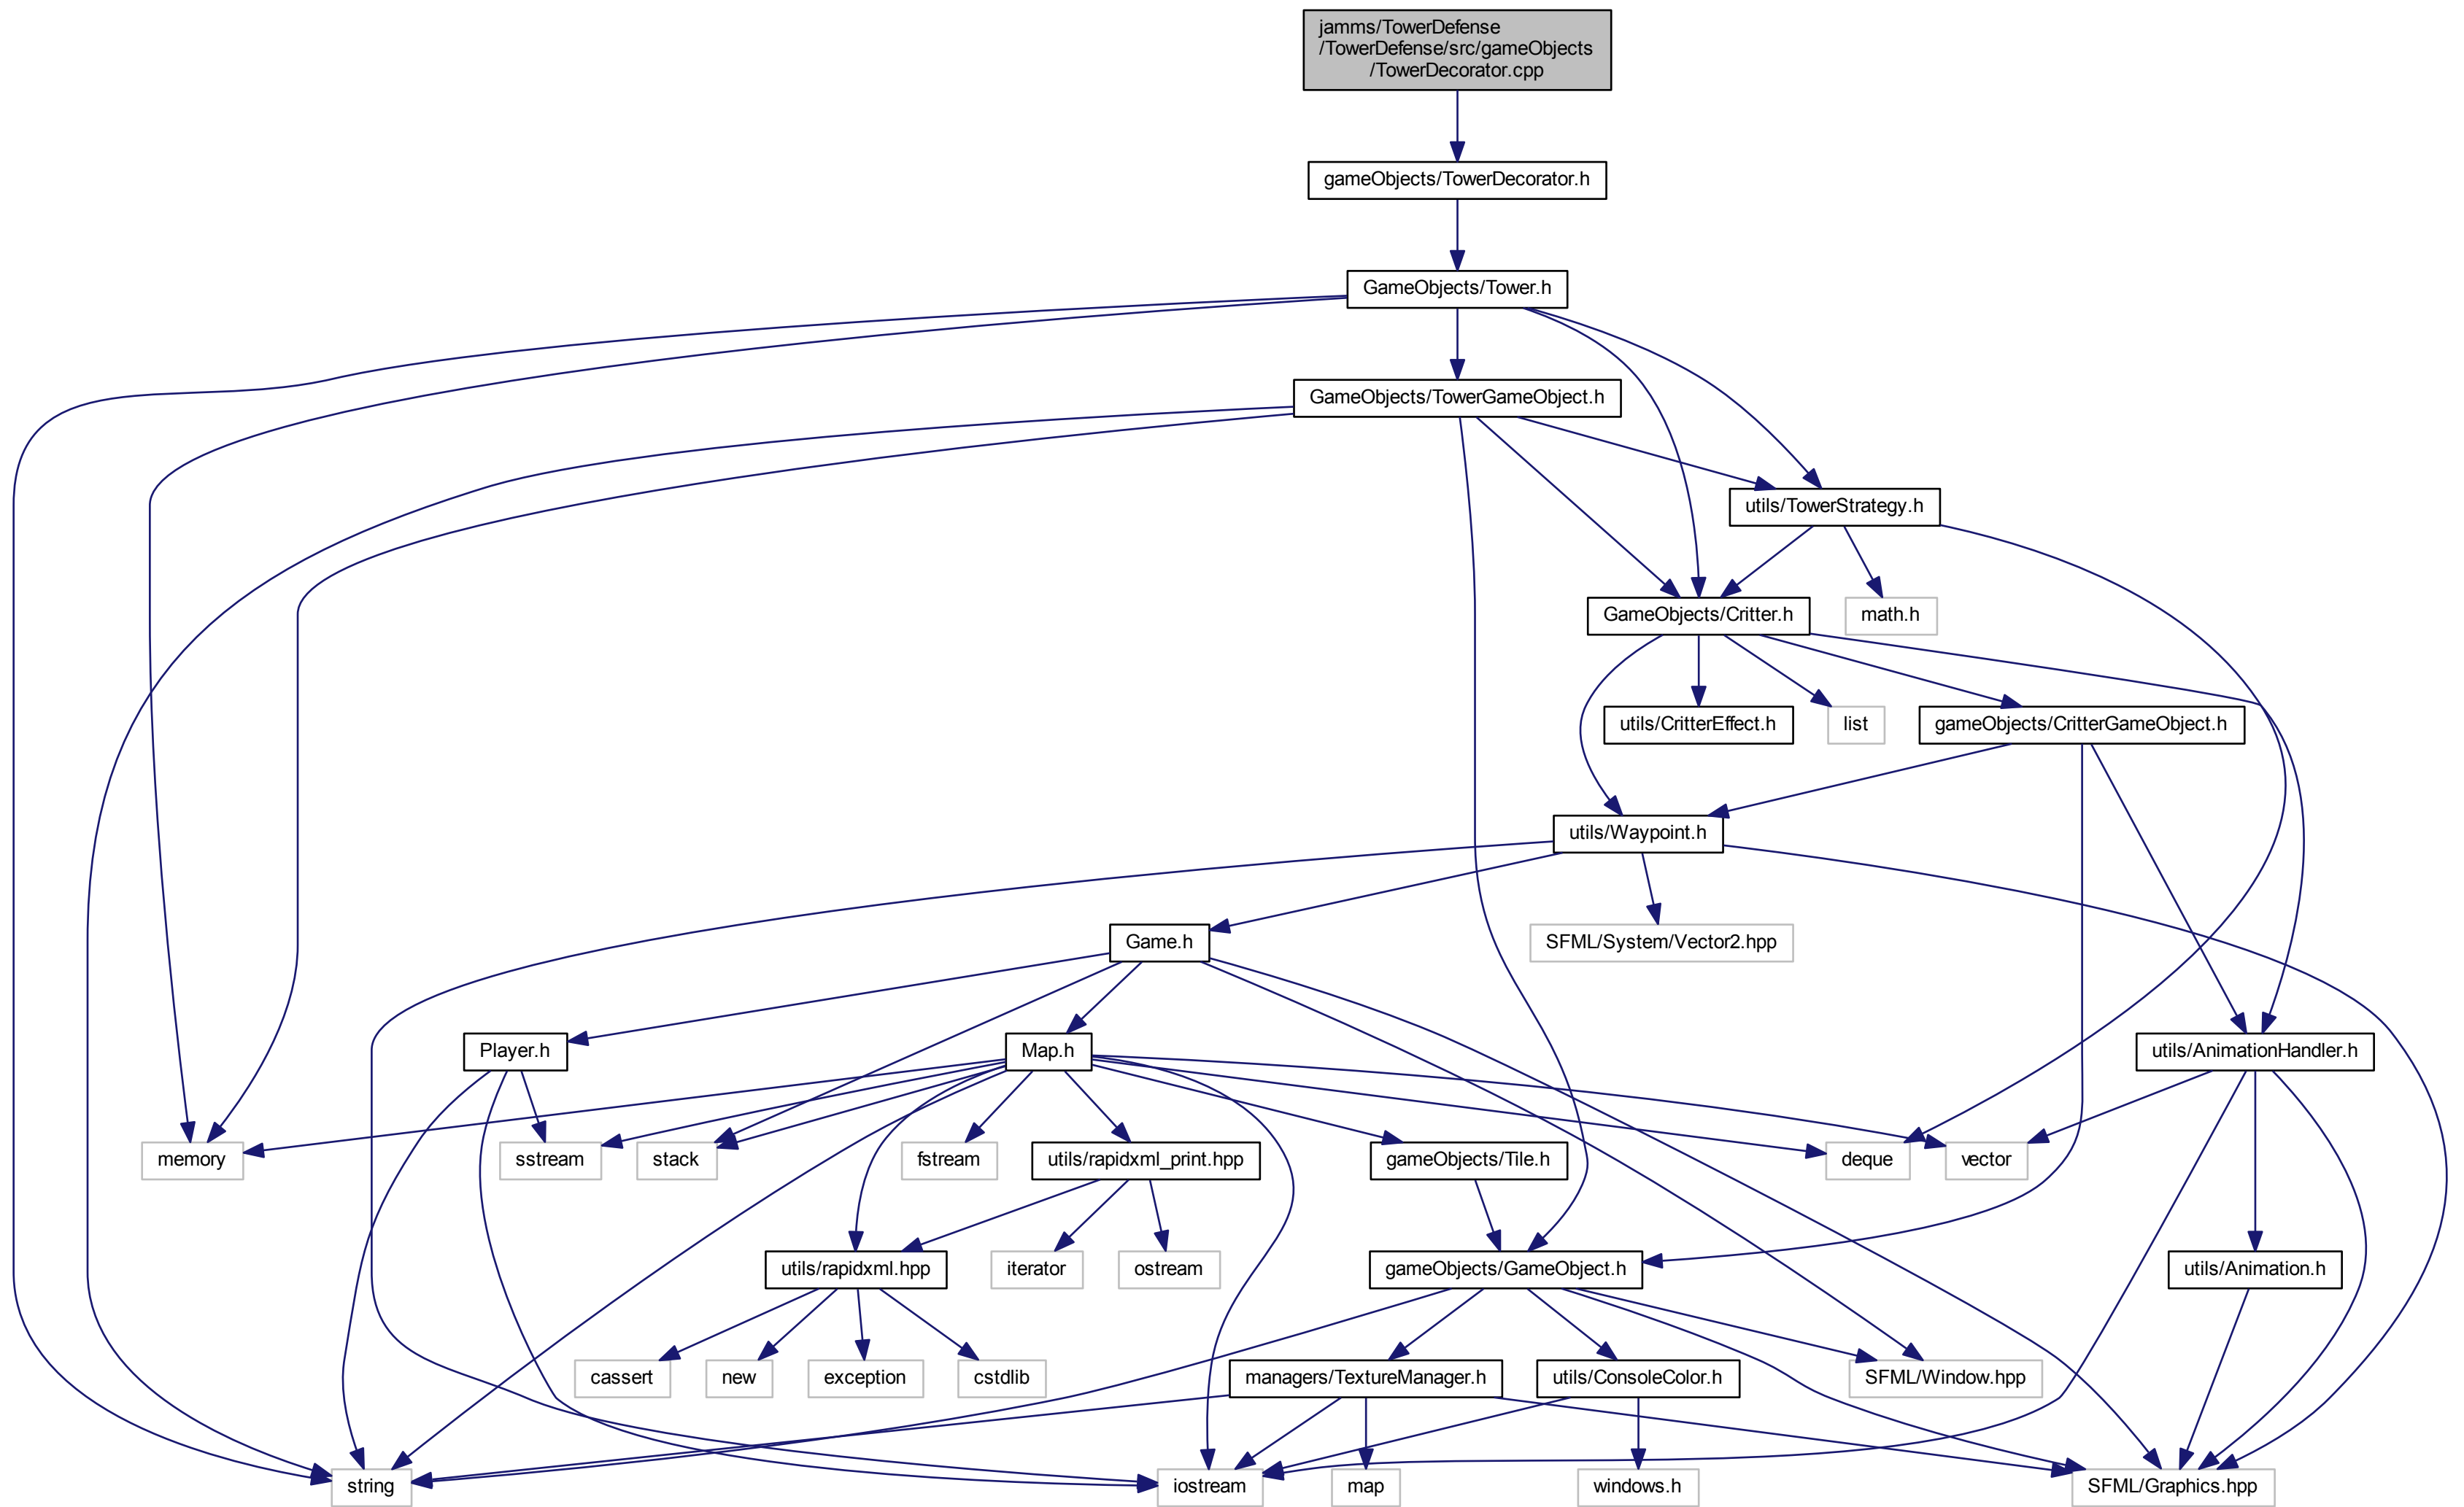 jamms/TowerDefense
/TowerDefense/src/gameObjects
/TowerDecorator.cpp
gameObjects/TowerDecorator.h
GameObjects/Tower.h
GameObjects/TowerGameObject.h
utils/TowerStrategy.h
GameObjects/Critter.h
math.h
utils/CritterEffect.h
list
gameObjects/CritterGameObject.h
utils/Waypoint.h
Game.h
SFML/System/Vector2.hpp
Player.h
Map.h
utils/AnimationHandler.h
memory
sstream
stack
fstream
utils/rapidxml_print.hpp
gameObjects/Tile.h
deque
vector
utils/rapidxml.hpp
iterator
ostream
gameObjects/GameObject.h
utils/Animation.h
cassert
new
exception
cstdlib
managers/TextureManager.h
utils/ConsoleColor.h
SFML/Window.hpp
string
iostream
map
windows.h
SFML/Graphics.hpp